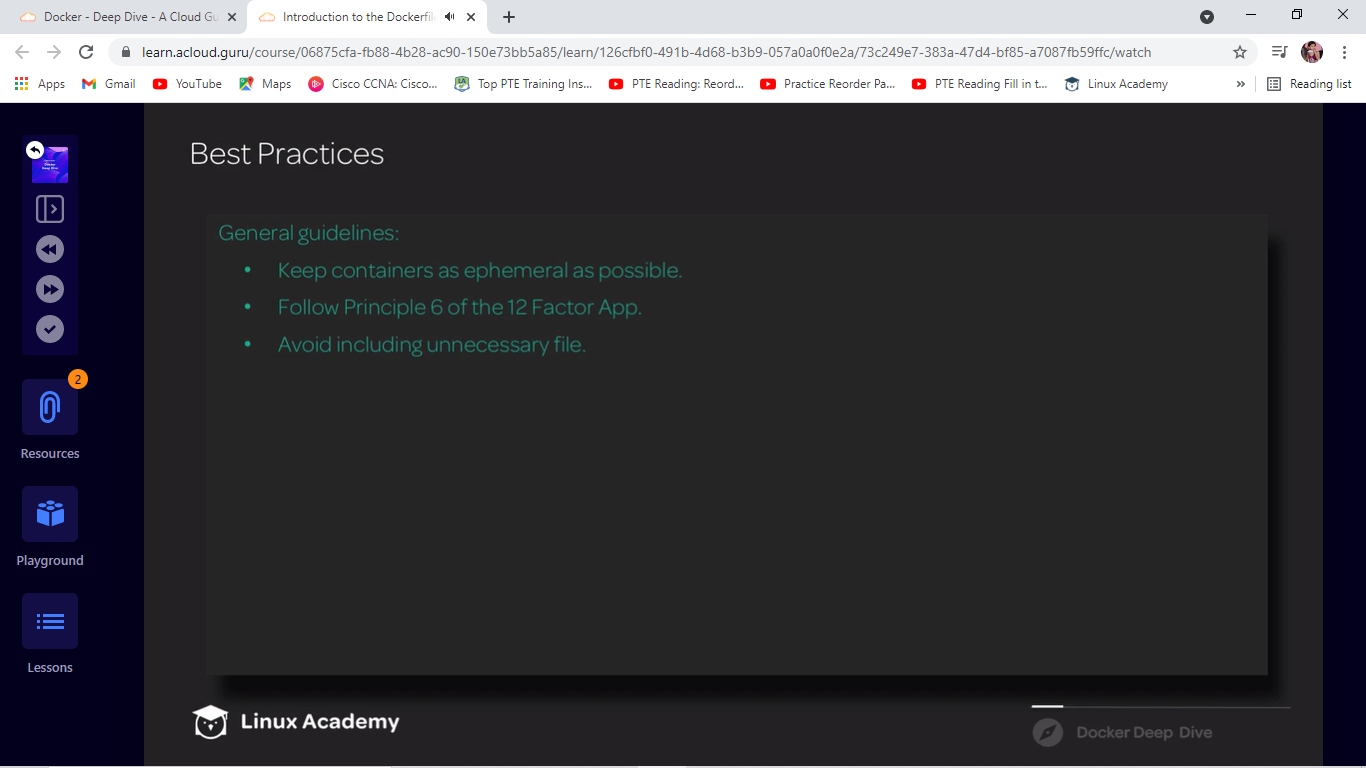 Docker - Deep Dive - A Cloud Gu
Introduction to the Dockerfil
learn.acloud.guru/course/06875cfa-fb88-4b28-ac90-150e73bb5a85/learn/126cfbf0-491b-4d68-b3b9-057a0a0f0e2a/73c249e7-383a-47d4-bf85-a7087fb59ffc/watch
Apps Gmail YouTube Maps Cisco CCNA: Cisco... Top PTE Training Ins... PTE Reading: Reord... Practice Reorder Pa... PTE Reading Fill in t... Linux Academy » Reading list
Best Practices
General guidelines:
• Keep containers as ephemeral as possible.
• Follow Principle 6 of the 12 Factor App.
• Avoid including unnecessary file.
2
Resources
Playground
Lessons
Linux Academy
Docker Deep Dive